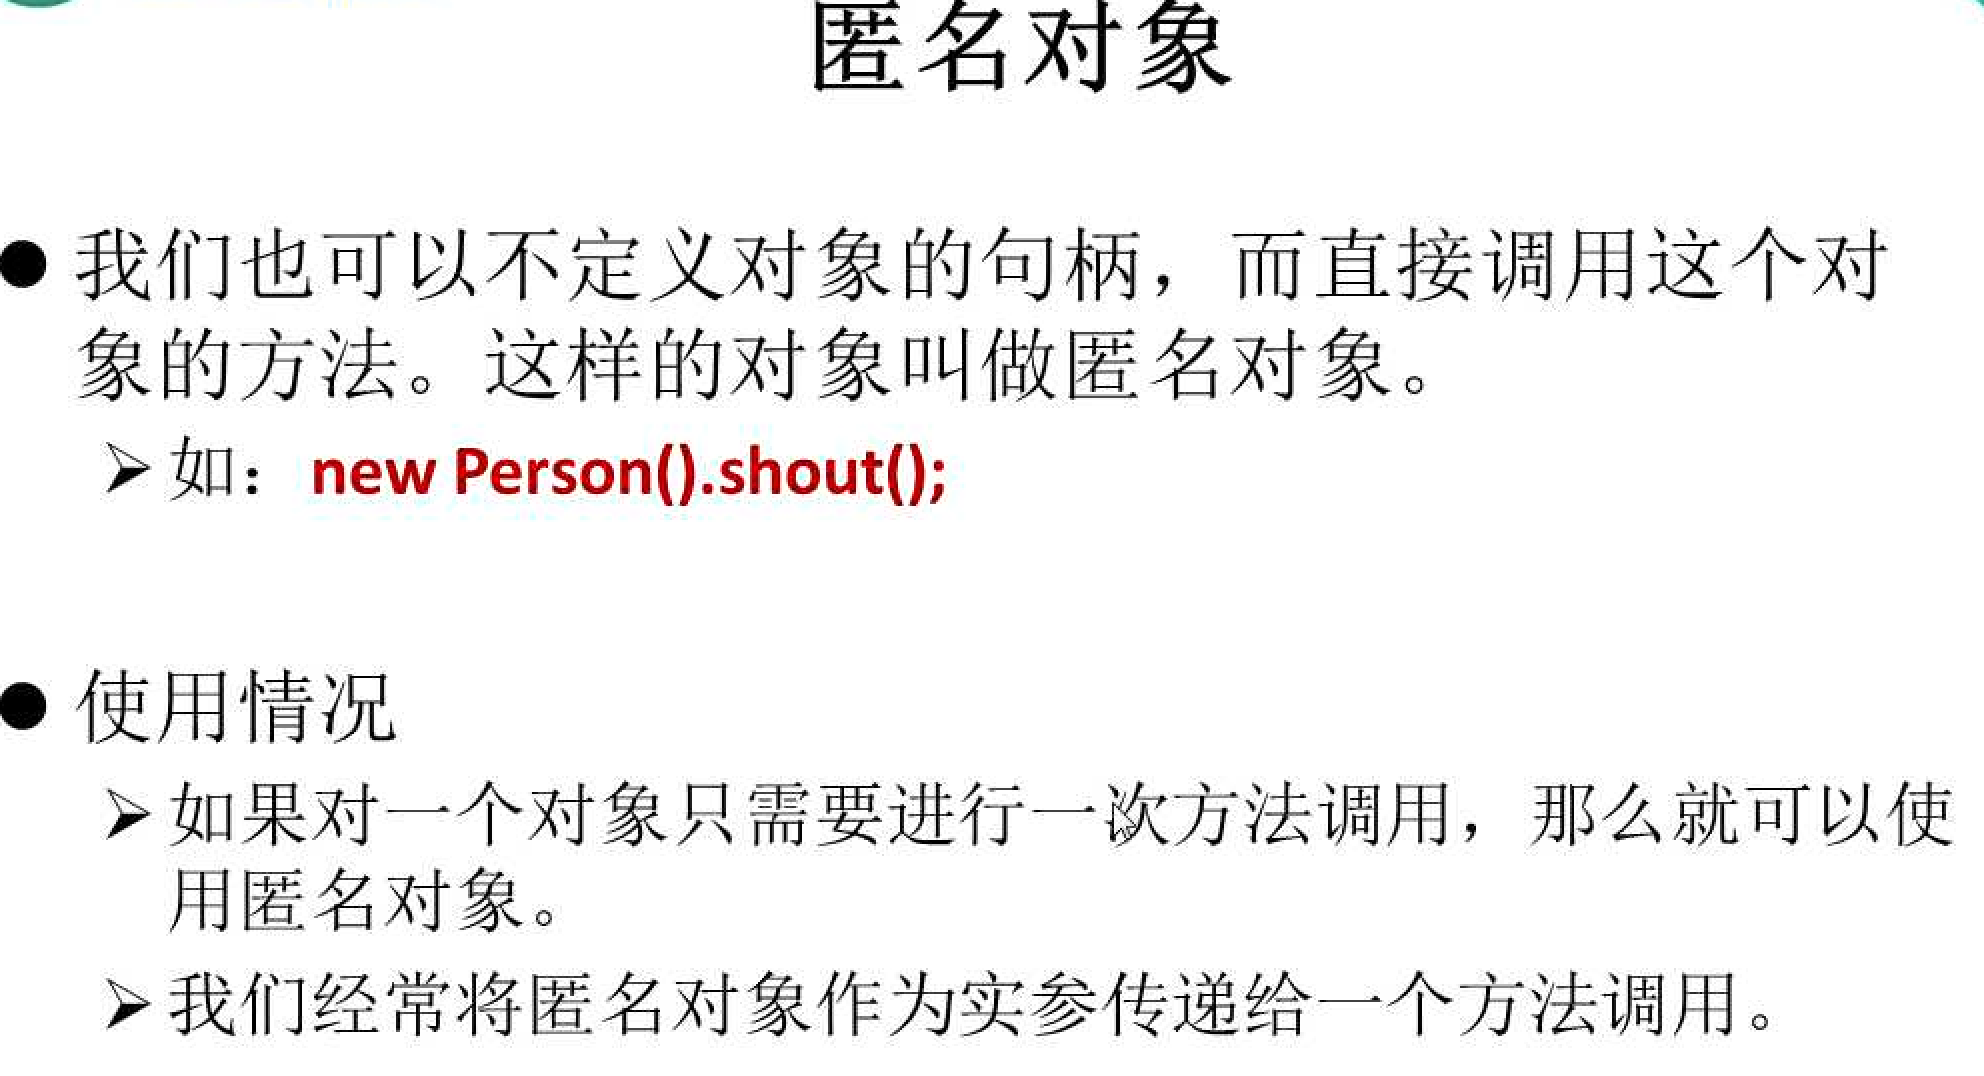 匿名对象
● 我们也可以不定义对象的句柄，而直接调用这个对
象的方法。这样的对象叫做匿名对象。
➢ 如：new Person().shout();
● 使用情况
➢ 如果对一个对象只需要进行一次方法调用，那么就可以使
用匿名对象。
➢ 我们经常将匿名对象作为实参传递给一个方法调用。